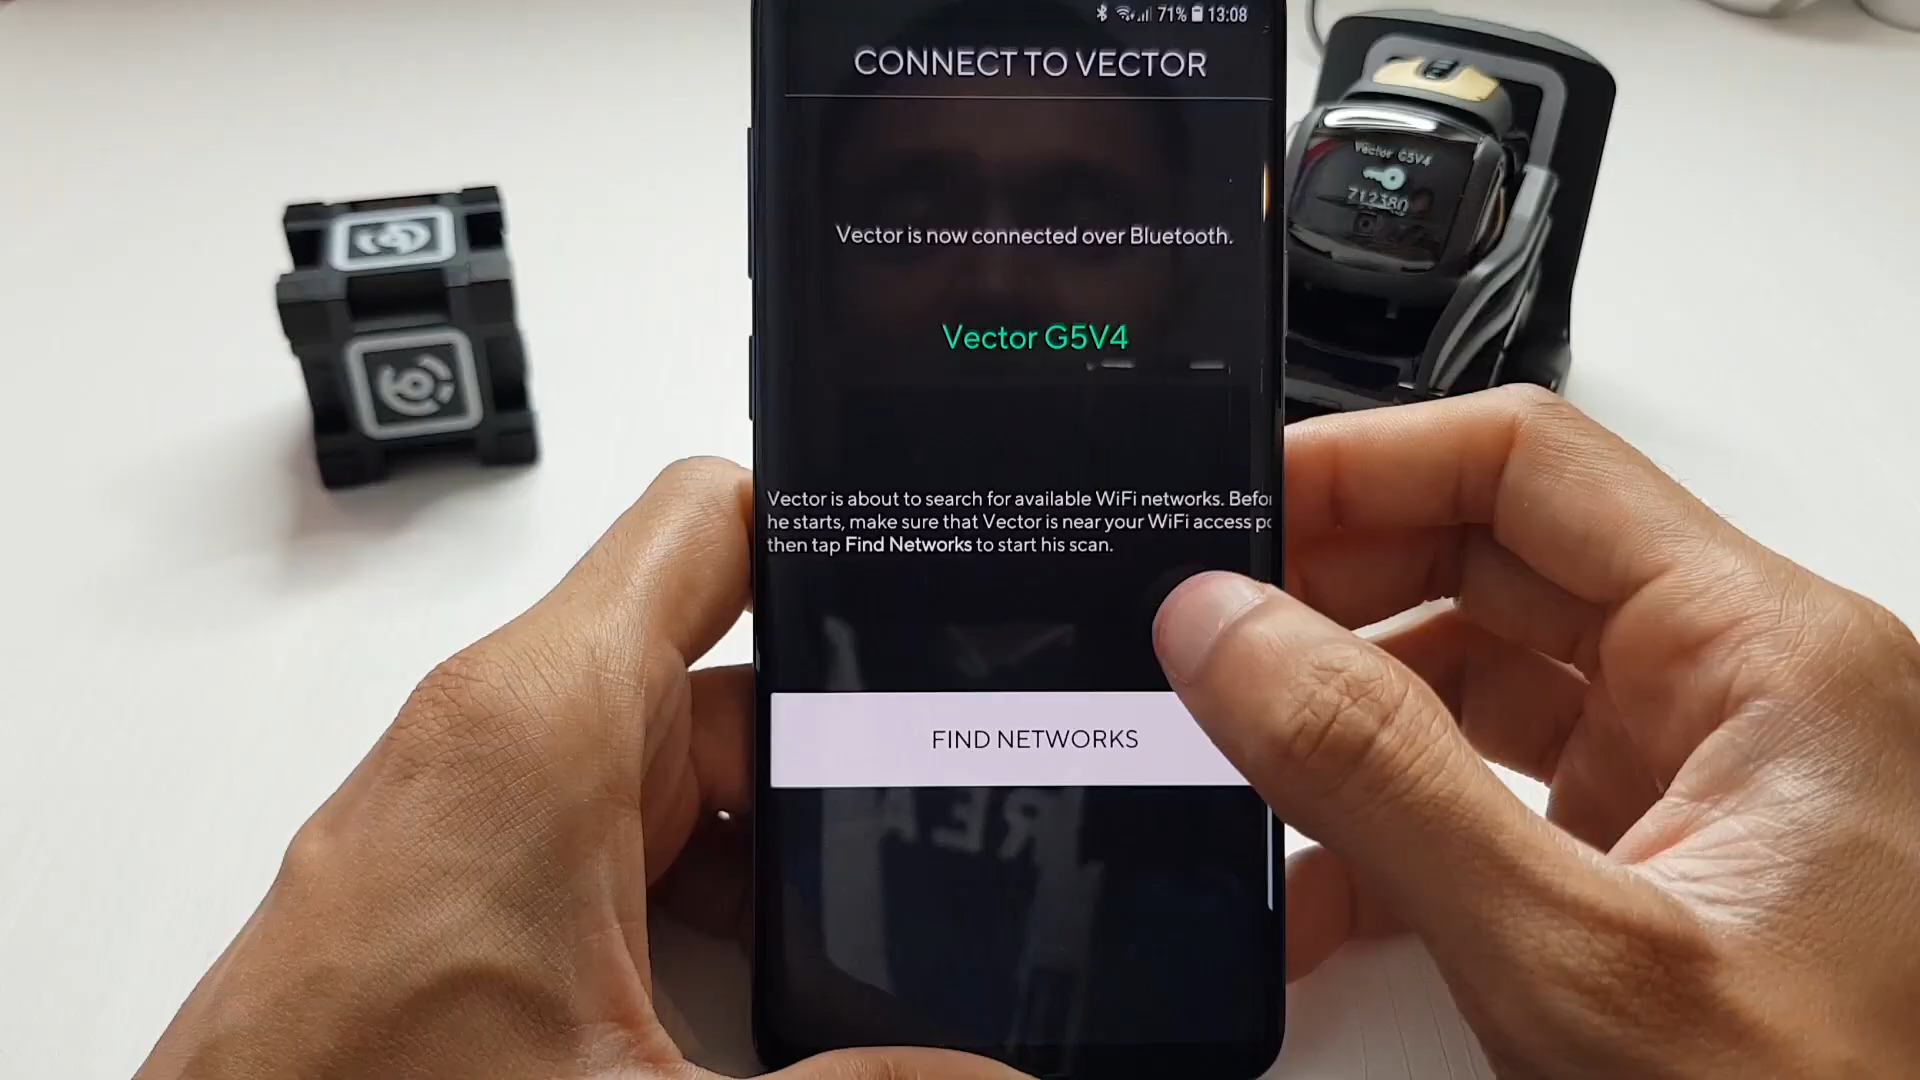 71% 13:08
CONNECT TO VECTOR
Vector is now connected over Bluetooth.
Vector G5V4
Vector is about to search for available WiFi networks. Befor
he starts, make sure that Vector is near your WiFi access po
then tap Find Networks to start his scan.
FIND NETWORKS
Vector G5V4
712380